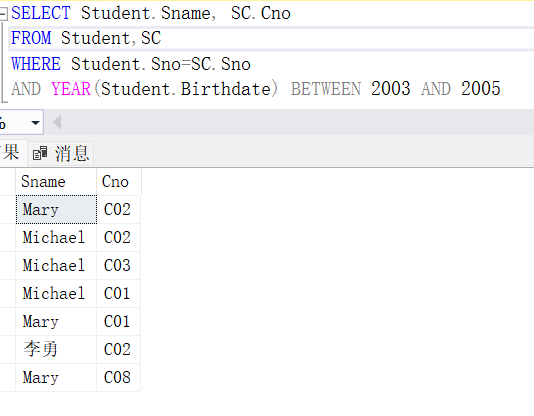 SELECT Student.Sname, SC.Cno
FROM Student,SC
WHERE Student.Sno=SC.Sno
AND YEAR(Student.Birthdate) BETWEEN 2003 AND 2005
%
果 消息
Sname Cno
Mary C02
Michael C02
Michael C03
Michael C01
Mary C01
李勇 C02
Mary C08